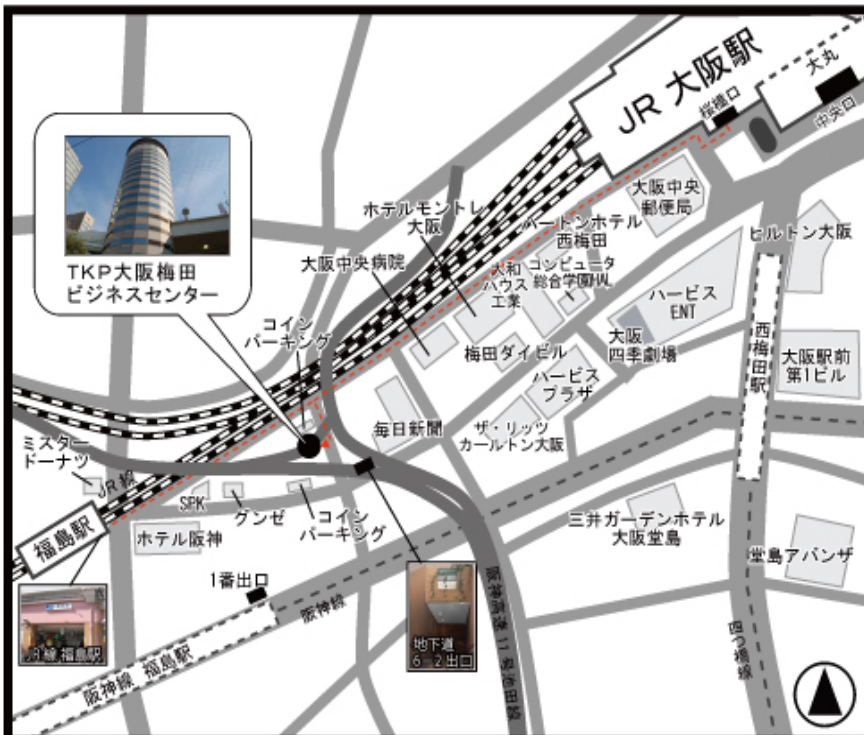 JR 大阪駅
大丸
桜橋口
中央口
大阪中央
郵便局
ホテルモントレ
大阪
ハートンホテル
西梅田
ヒルトン大阪
大阪中央病院
大和
ハウス
工業
コンピュータ
総合学園HAL
ハービス
ENT
TKP大阪梅田
ビジネスセンター
コイン
パーキング
梅田ダイビル
大阪
四季劇場
西梅田駅
大阪駅前
第1ビル
ハービス
プラザ
毎日新聞
ザ・リッツ
カールトン大阪
ミスター
ドーナツ
JR線
SPK
グンゼ
コイン
パーキング
福島駅
ホテル阪神
三井ガーデンホテル
大阪堂島
堂島アバンザ
1番出口
阪神線
JR線 福島駅
地下道
6-2出口
阪神高速11号池田線
四つ橋線
阪神線 福島駅